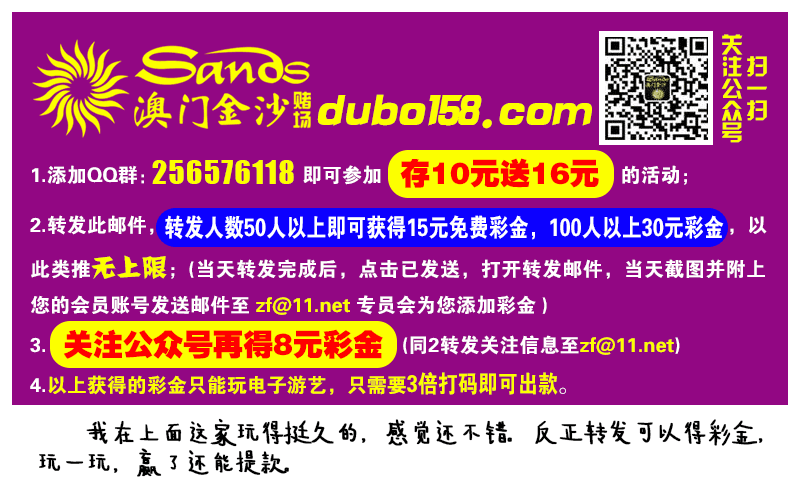 Sands
澳门金沙赌场
dubo158.com
扫一扫
关注公众号
Sands
澳门金沙
1.添加QQ群：256576118 即可参加 存10元送16元 的活动；
2.转发此邮件，转发人数50人以上即可获得15元免费彩金，100人以上30元彩金，以
此类推无上限；(当天转发完成后，点击已发送，打开转发邮件，当天截图并附上
您的会员账号发送邮件至 zf@11.net 专员会为您添加彩金 )
3. 关注公众号再得8元彩金 (同2转发关注信息至zf@11.net)
4.以上获得的彩金只能玩电子游艺，只需要3倍打码即可出款。
我在上面这家玩得挺久的，感觉还不错。反正转发可以得彩金，
玩一玩，赢了还能提款。